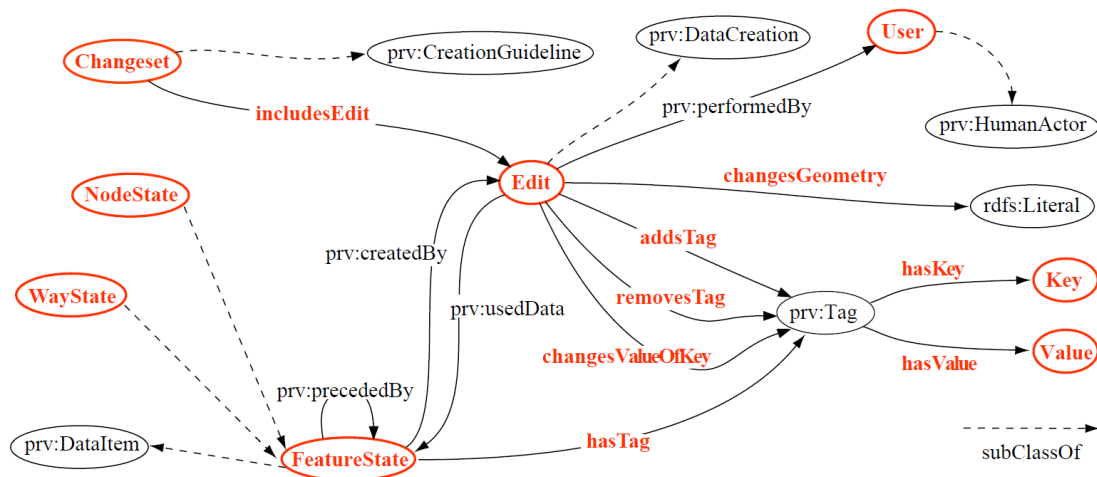 prv:DataCreation
User
Changeset
prv:CreationGuideline
prv:performedBy
includesEdit
prv:HumanActor
Edit
changesGeometry
NodeState
rdfs:Literal
addsTag
prv:createdBy
hasKey
Key
WayState
removesTag
prv:usedData
prv:Tag
changesValueOfKey
hasValue
Value
prv:precededBy
prv:DataItem
hasTag
FeatureState
subClassOf